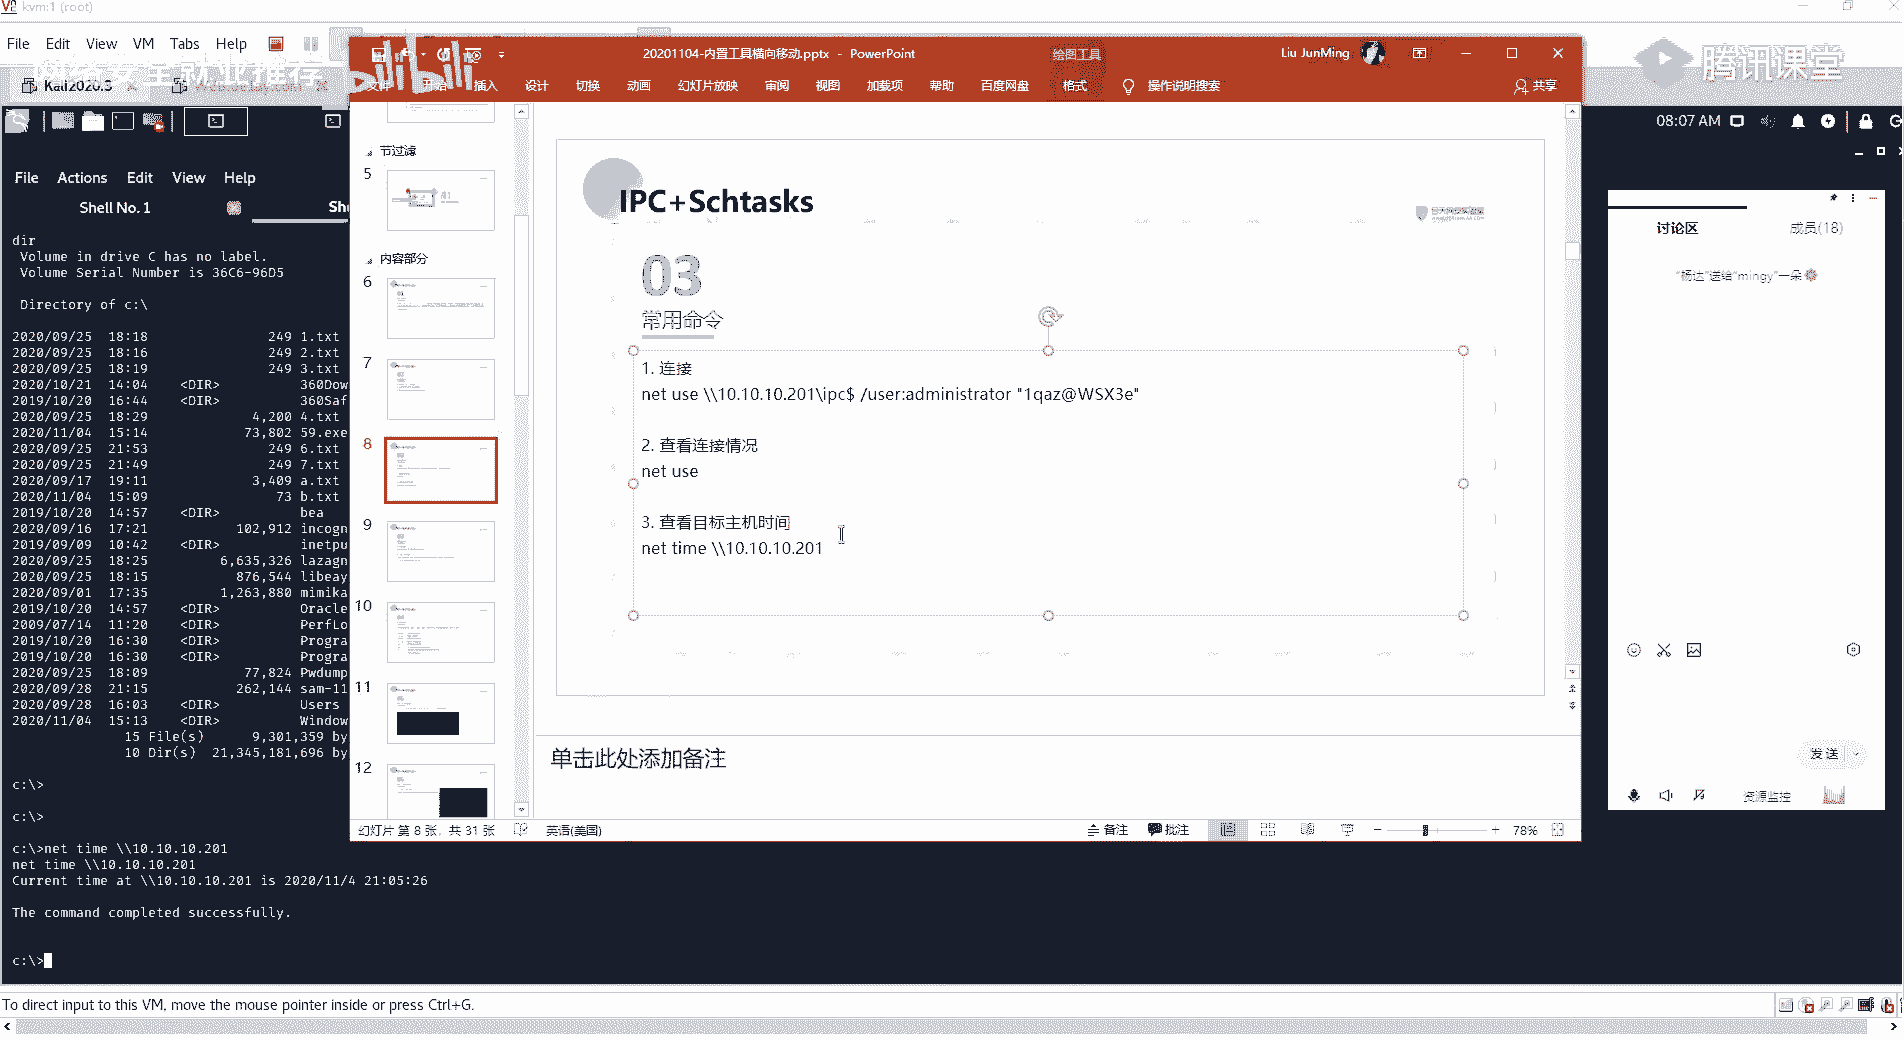 kvm:1 (root)
File Edit View VM Tabs Help
Kali2020.3
网络安全就业推荐
bilibili
腾讯课堂
20201104-内置工具横向移动.pptx - PowerPoint
绘图工具
Liu JunMing
文件 开始 插入 设计 切换 动画 幻灯片放映 审阅 视图 加载项 帮助 百度网盘 格式 操作说明搜索 共享
08:07 AM
File Actions Edit View Help
Shell No. 1
dir
Volume in drive C has no label.
Volume Serial Number is 36C6-96D5
Directory of c:\
2020/09/25 18:18 249 1.txt
2020/09/25 18:16 249 2.txt
2020/09/25 18:19 249 3.txt
2020/10/21 14:04 <DIR> 360Dow
2019/10/20 16:44 <DIR> 360Saf
2020/09/25 18:29 4,200 4.txt
2020/11/04 15:14 73,802 59.exe
2020/09/25 21:53 249 6.txt
2020/09/25 21:49 249 7.txt
2020/09/17 19:11 3,409 a.txt
2020/11/04 15:09 73 b.txt
2019/10/20 14:57 <DIR> bea
2020/09/16 17:21 102,912 incogn
2019/09/09 10:42 <DIR> inetpu
2020/09/25 18:25 6,635,326 lazagn
2020/09/25 18:15 876,544 libeay
2020/09/01 17:35 1,263,880 mimika
2019/10/20 14:57 <DIR> Oracle
2009/07/14 11:20 <DIR> PerfLo
2019/10/20 16:30 <DIR> Progra
2019/10/20 16:30 <DIR> Progra
2020/09/25 18:09 77,824 Pwdump
2020/09/28 21:15 262,144 sam-11
2020/09/28 16:03 <DIR> Users
2020/11/04 15:13 <DIR> Window
15 File(s) 9,301,359 by
10 Dir(s) 21,345,181,696 by
c:\>
c:\>
c:\>net time \\10.10.10.201
net time \\10.10.10.201
Current time at \\10.10.10.201 is 2020/11/4 21:05:26
The command completed successfully.
c:\>
节过滤
5
内容部分
6
7
8
9
10
11
12
IPC+Schtasks
03
常用命令
1. 连接
net use \\10.10.10.201\ipc$ /user:administrator "1qaz@WSX3e"
2. 查看连接情况
net use
3. 查看目标主机时间
net time \\10.10.10.201
单击此处添加备注
幻灯片 第 8 张，共 31 张
英语(美国)
备注 批注
78%
讨论区 成员(18)
"杨达"送给"mingy"一朵
发送
资源监控
To direct input to this VM, move the mouse pointer inside or press Ctrl+G.